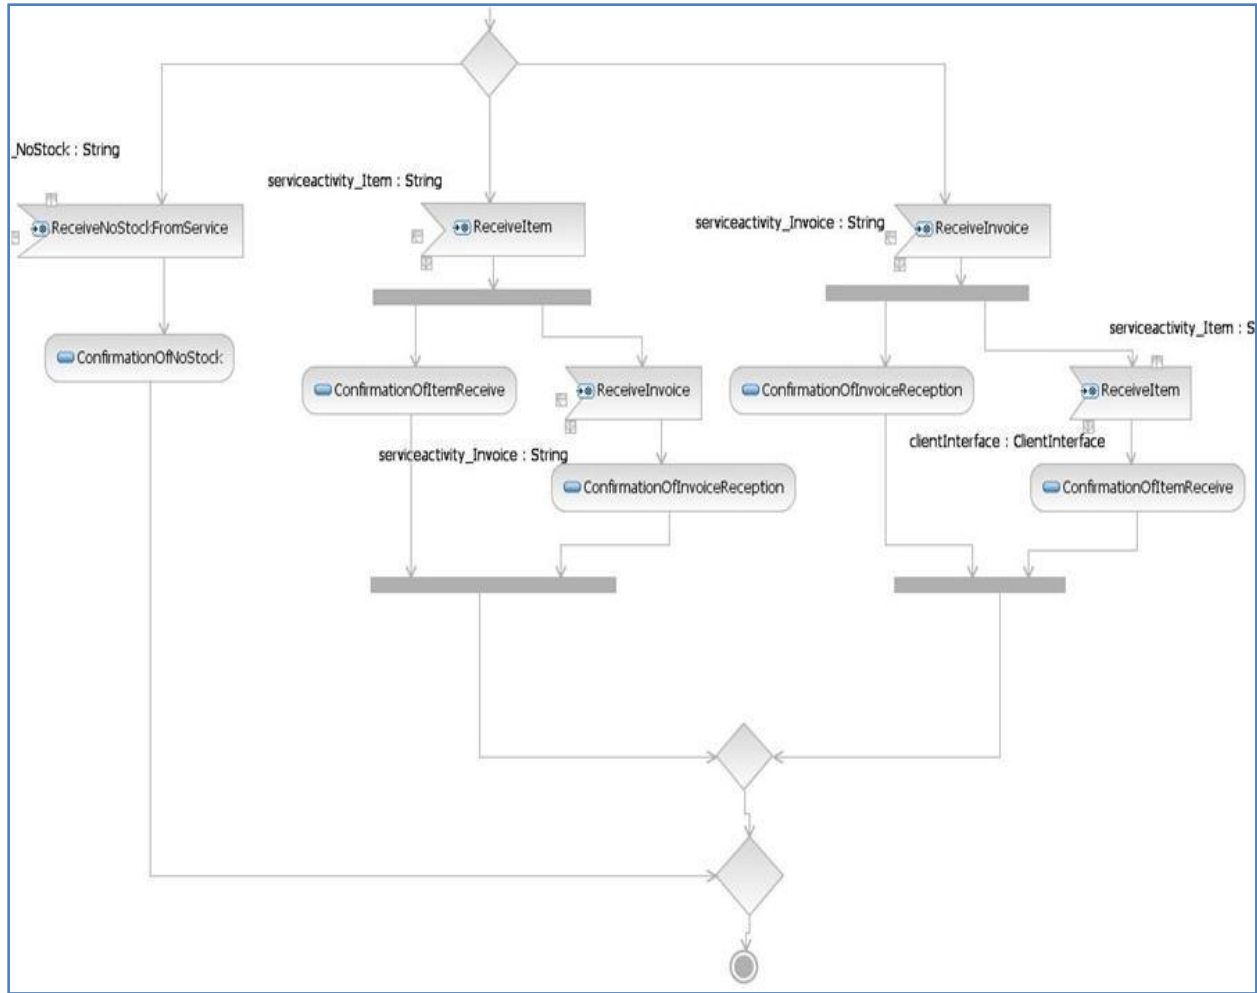 _NoStock : String
serviceactivity_Item : String
serviceactivity_Invoice : String
ReceiveNoStockFromService
ReceiveItem
ReceiveInvoice
serviceactivity_Item : S
ConfirmationOfNoStock
ConfirmationOfItemReceive
ReceiveInvoice
ConfirmationOfInvoiceReception
ReceiveItem
clientInterface : ClientInterface
serviceactivity_Invoice : String
ConfirmationOfInvoiceReception
ConfirmationOfItemReceive